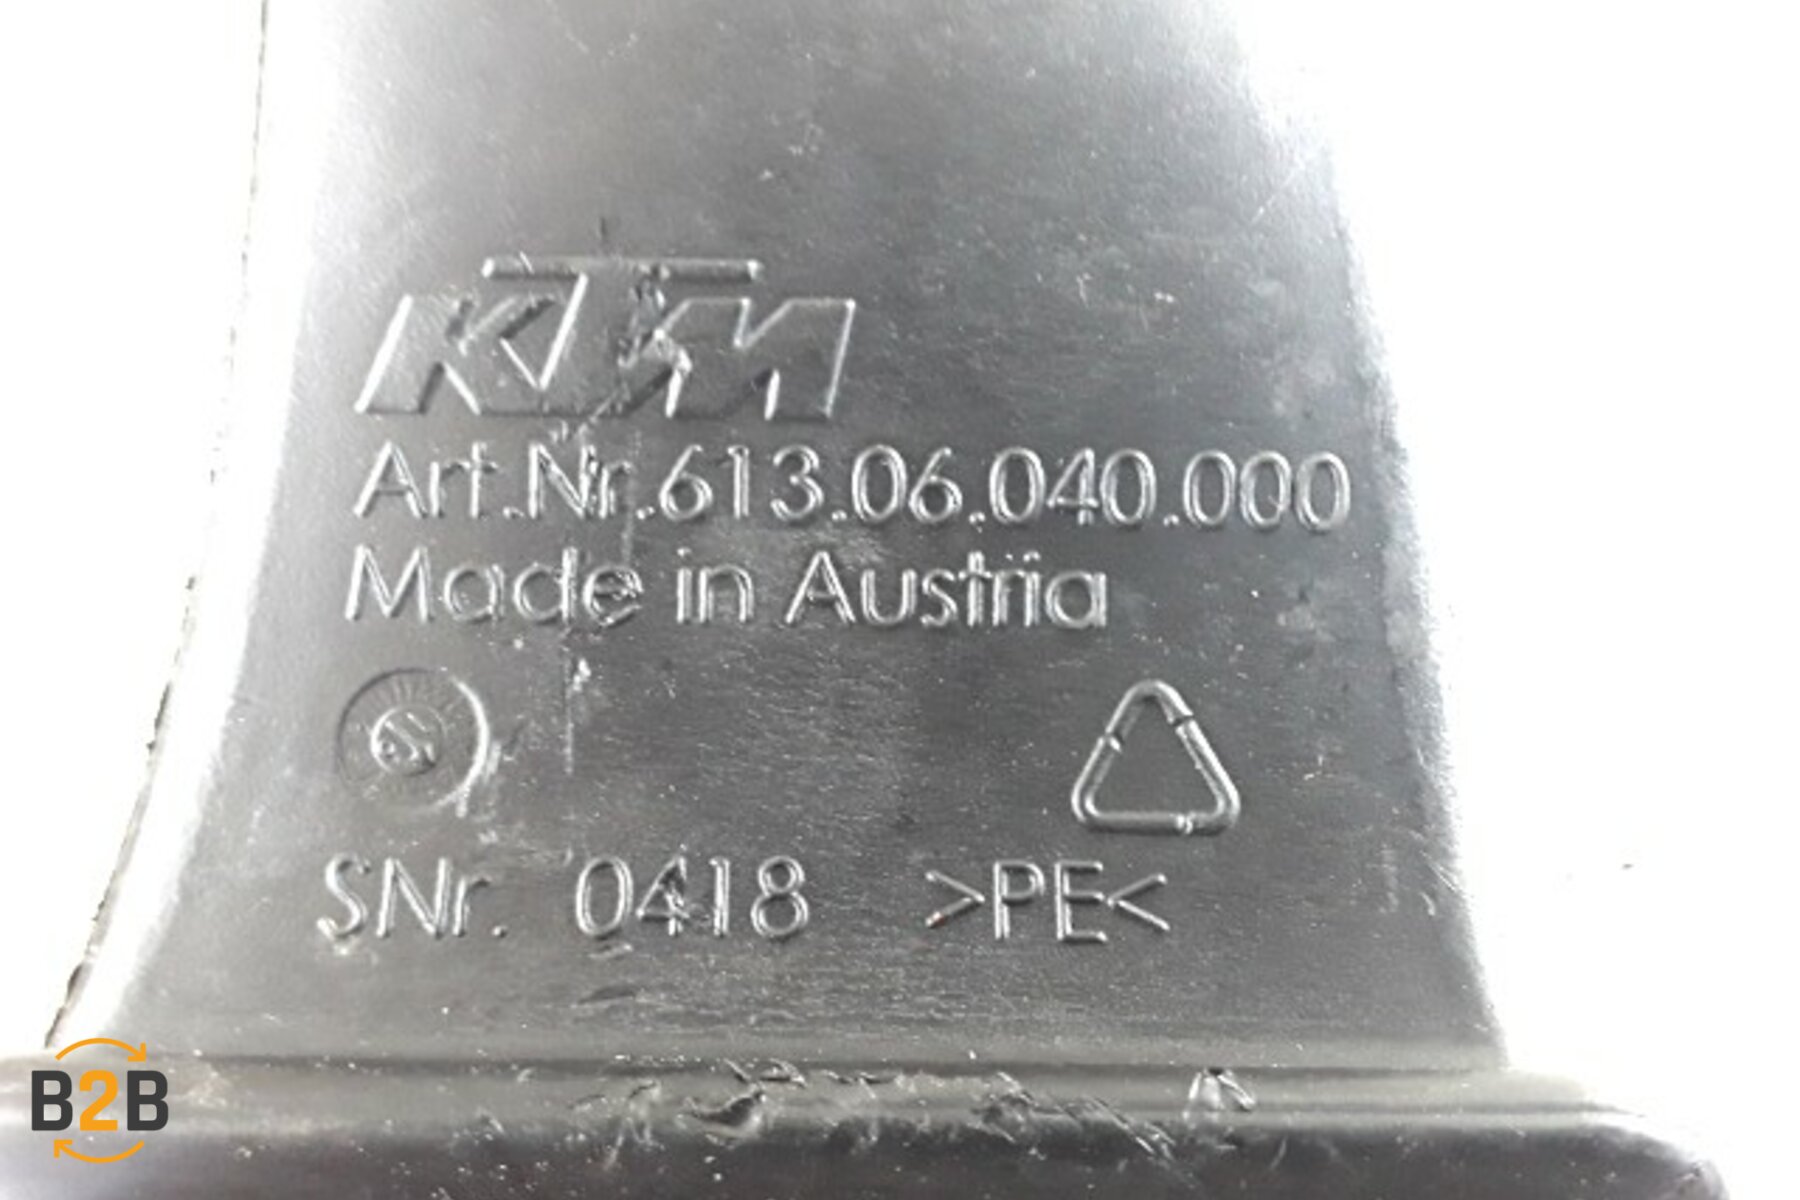 KTM
Art.Nr.613.06.040.000
Made in Austria
SNr. 0418 >PE<
B2B